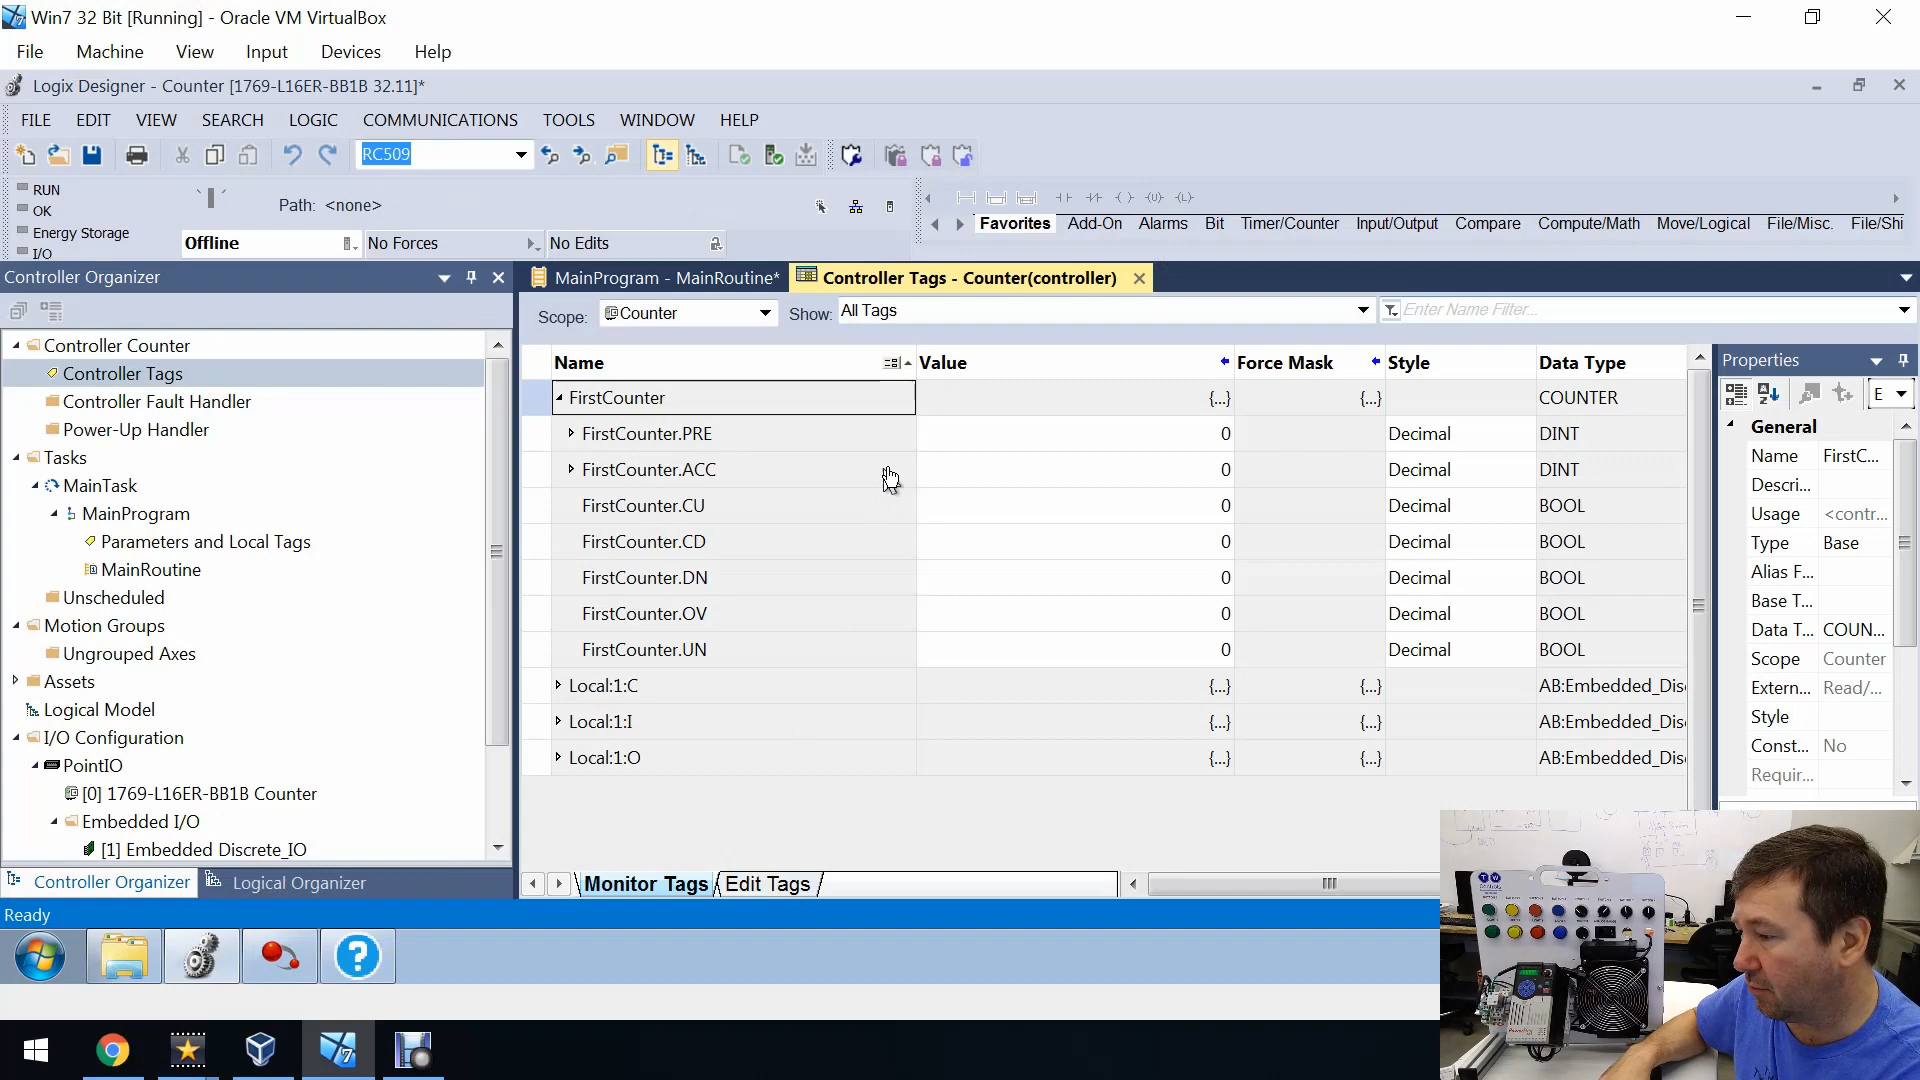 Win7 32 Bit [Running] - Oracle VM VirtualBox
File Machine View Input Devices Help
Logix Designer - Counter [1769-L16ER-BB1B 32.11]*
FILE EDIT VIEW SEARCH LOGIC COMMUNICATIONS TOOLS WINDOW HELP
RC509
RUN
OK
Energy Storage
I/O
Path: <none>
Offline
No Forces
No Edits
Favorites Add-On Alarms Bit Timer/Counter Input/Output Compare Compute/Math Move/Logical File/Misc. File/Shi
Controller Organizer
MainProgram - MainRoutine*
Controller Tags - Counter(controller)
Scope: Counter Show: All Tags Enter Name Filter...
Controller Counter
Controller Tags
Controller Fault Handler
Power-Up Handler
Tasks
MainTask
MainProgram
Parameters and Local Tags
MainRoutine
Unscheduled
Motion Groups
Ungrouped Axes
Assets
Logical Model
I/O Configuration
PointIO
[0] 1769-L16ER-BB1B Counter
Embedded I/O
[1] Embedded Discrete_IO
Controller Organizer Logical Organizer
Name Value Force Mask Style Data Type
FirstCounter {...} {...} COUNTER
FirstCounter.PRE 0 Decimal DINT
FirstCounter.ACC 0 Decimal DINT
FirstCounter.CU 0 Decimal BOOL
FirstCounter.CD 0 Decimal BOOL
FirstCounter.DN 0 Decimal BOOL
FirstCounter.OV 0 Decimal BOOL
FirstCounter.UN 0 Decimal BOOL
Local:1:C {...} {...} AB:Embedded_Dis
Local:1:I {...} {...} AB:Embedded_Dis
Local:1:O {...} {...} AB:Embedded_Dis
Monitor Tags Edit Tags
Properties
E
General
Name FirstC...
Descri...
Usage <contr...
Type Base
Alias F...
Base T...
Data T... COUN...
Scope Counter
Extern... Read/...
Style
Const... No
Requir...
Ready